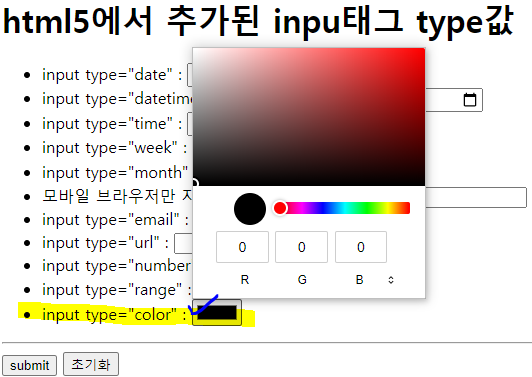 html5에서 추가된 inpu태그 type값
input type="date" :
input type="datetime
input type="time" :
input type="week" :
input type="month"
모바일 브라우저만 지
input type="email" :
input type="url" :
input type="number
input type="range" :
input type="color" :
0 0 0
R G B
submit 초기화